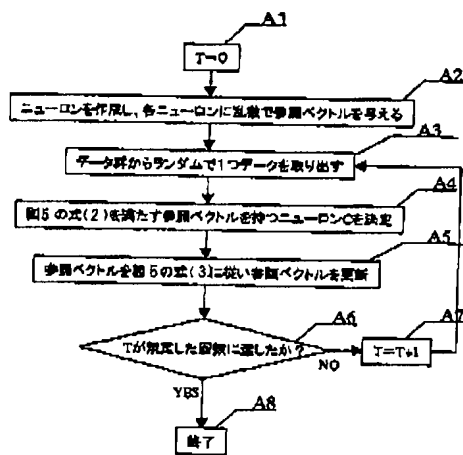 A1
T=0
A2
ニューロンを作成し、各ニューロンに乱数で参照ベクトルを与える
A3
データ群からランダムで1つデータを取り出す
A4
図5の式(2)を満たす参照ベクトルを持つニューロンCを決定
A5
参照ベクトルを図5の式(3)に従い参照ベクトルを更新
A6
Tが規定した回数に達したか?
NO
A7
T=T+1
YES
A8
終了